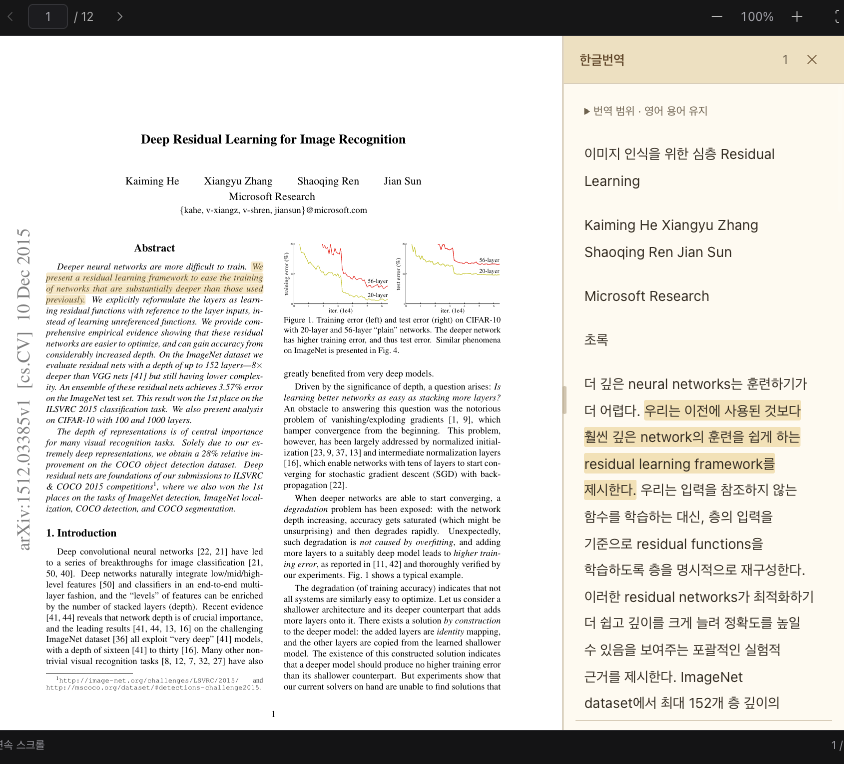 1 / 12
100%
arXiv:1512.03385v1 [cs.CV] 10 Dec 2015
Deep Residual Learning for Image Recognition
Kaiming He Xiangyu Zhang Shaoqing Ren Jian Sun
Microsoft Research
{kahe, v-xiangz, v-shren, jiansun}@microsoft.com
Abstract
Deeper neural networks are more difficult to train. We
present a residual learning framework to ease the training
of networks that are substantially deeper than those used
previously. We explicitly reformulate the layers as learn-
ing residual functions with reference to the layer inputs, in-
stead of learning unreferenced functions. We provide com-
prehensive empirical evidence showing that these residual
networks are easier to optimize, and can gain accuracy from
considerably increased depth. On the ImageNet dataset we
evaluate residual nets with a depth of up to 152 layers—8×
deeper than VGG nets [41] but still having lower complex-
ity. An ensemble of these residual nets achieves 3.57% error
on the ImageNet test set. This result won the 1st place on the
ILSVRC 2015 classification task. We also present analysis
on CIFAR-10 with 100 and 1000 layers.
The depth of representations is of central importance
for many visual recognition tasks. Solely due to our ex-
tremely deep representations, we obtain a 28% relative im-
provement on the COCO object detection dataset. Deep
residual nets are foundations of our submissions to ILSVRC
& COCO 2015 competitions1, where we also won the 1st
places on the tasks of ImageNet detection, ImageNet local-
ization, COCO detection, and COCO segmentation.
1. Introduction
Deep convolutional neural networks [22, 21] have led
to a series of breakthroughs for image classification [21,
50, 40]. Deep networks naturally integrate low/mid/high-
level features [50] and classifiers in an end-to-end multi-
layer fashion, and the “levels” of features can be enriched
by the number of stacked layers (depth). Recent evidence
[41, 44] reveals that network depth is of crucial importance,
and the leading results [41, 44, 13, 16] on the challenging
ImageNet dataset [36] all exploit “very deep” [41] models,
with a depth of sixteen [41] to thirty [16]. Many other non-
trivial visual recognition tasks [8, 12, 7, 32, 27] have also
1http://image-net.org/challenges/LSVRC/2015/ and
http://mscoco.org/dataset/#detections-challenge2015.
training error (%)
iter. (1e4)
56-layer
20-layer
test error (%)
iter. (1e4)
56-layer
20-layer
Figure 1. Training error (left) and test error (right) on CIFAR-10
with 20-layer and 56-layer “plain” networks. The deeper network
has higher training error, and thus test error. Similar phenomena
on ImageNet is presented in Fig. 4.
greatly benefited from very deep models.
Driven by the significance of depth, a question arises: Is
learning better networks as easy as stacking more layers?
An obstacle to answering this question was the notorious
problem of vanishing/exploding gradients [1, 9], which
hamper convergence from the beginning. This problem,
however, has been largely addressed by normalized initial-
ization [23, 9, 37, 13] and intermediate normalization layers
[16], which enable networks with tens of layers to start con-
verging for stochastic gradient descent (SGD) with back-
propagation [22].
When deeper networks are able to start converging, a
degradation problem has been exposed: with the network
depth increasing, accuracy gets saturated (which might be
unsurprising) and then degrades rapidly. Unexpectedly,
such degradation is not caused by overfitting, and adding
more layers to a suitably deep model leads to higher train-
ing error, as reported in [11, 42] and thoroughly verified by
our experiments. Fig. 1 shows a typical example.
The degradation (of training accuracy) indicates that not
all systems are similarly easy to optimize. Let us consider a
shallower architecture and its deeper counterpart that adds
more layers onto it. There exists a solution by construction
to the deeper model: the added layers are identity mapping,
and the other layers are copied from the learned shallower
model. The existence of this constructed solution indicates
that a deeper model should produce no higher training error
than its shallower counterpart. But experiments show that
our current solvers on hand are unable to find solutions that
1
한글번역 1
번역 범위 · 영어 용어 유지
이미지 인식을 위한 심층 Residual
Learning
Kaiming He Xiangyu Zhang
Shaoqing Ren Jian Sun
Microsoft Research
초록
더 깊은 neural networks는 훈련하기가
더 어렵다. 우리는 이전에 사용된 것보다
훨씬 깊은 network의 훈련을 쉽게 하는
residual learning framework를
제시한다. 우리는 입력을 참조하지 않는
함수를 학습하는 대신, 층의 입력을
기준으로 residual functions을
학습하도록 층을 명시적으로 재구성한다.
이러한 residual networks가 최적화하기
더 쉽고 깊이를 크게 늘려 정확도를 높일
수 있음을 보여주는 포괄적인 실험적
근거를 제시한다. ImageNet
dataset에서 최대 152개 층 깊이의
스크롤
1 /